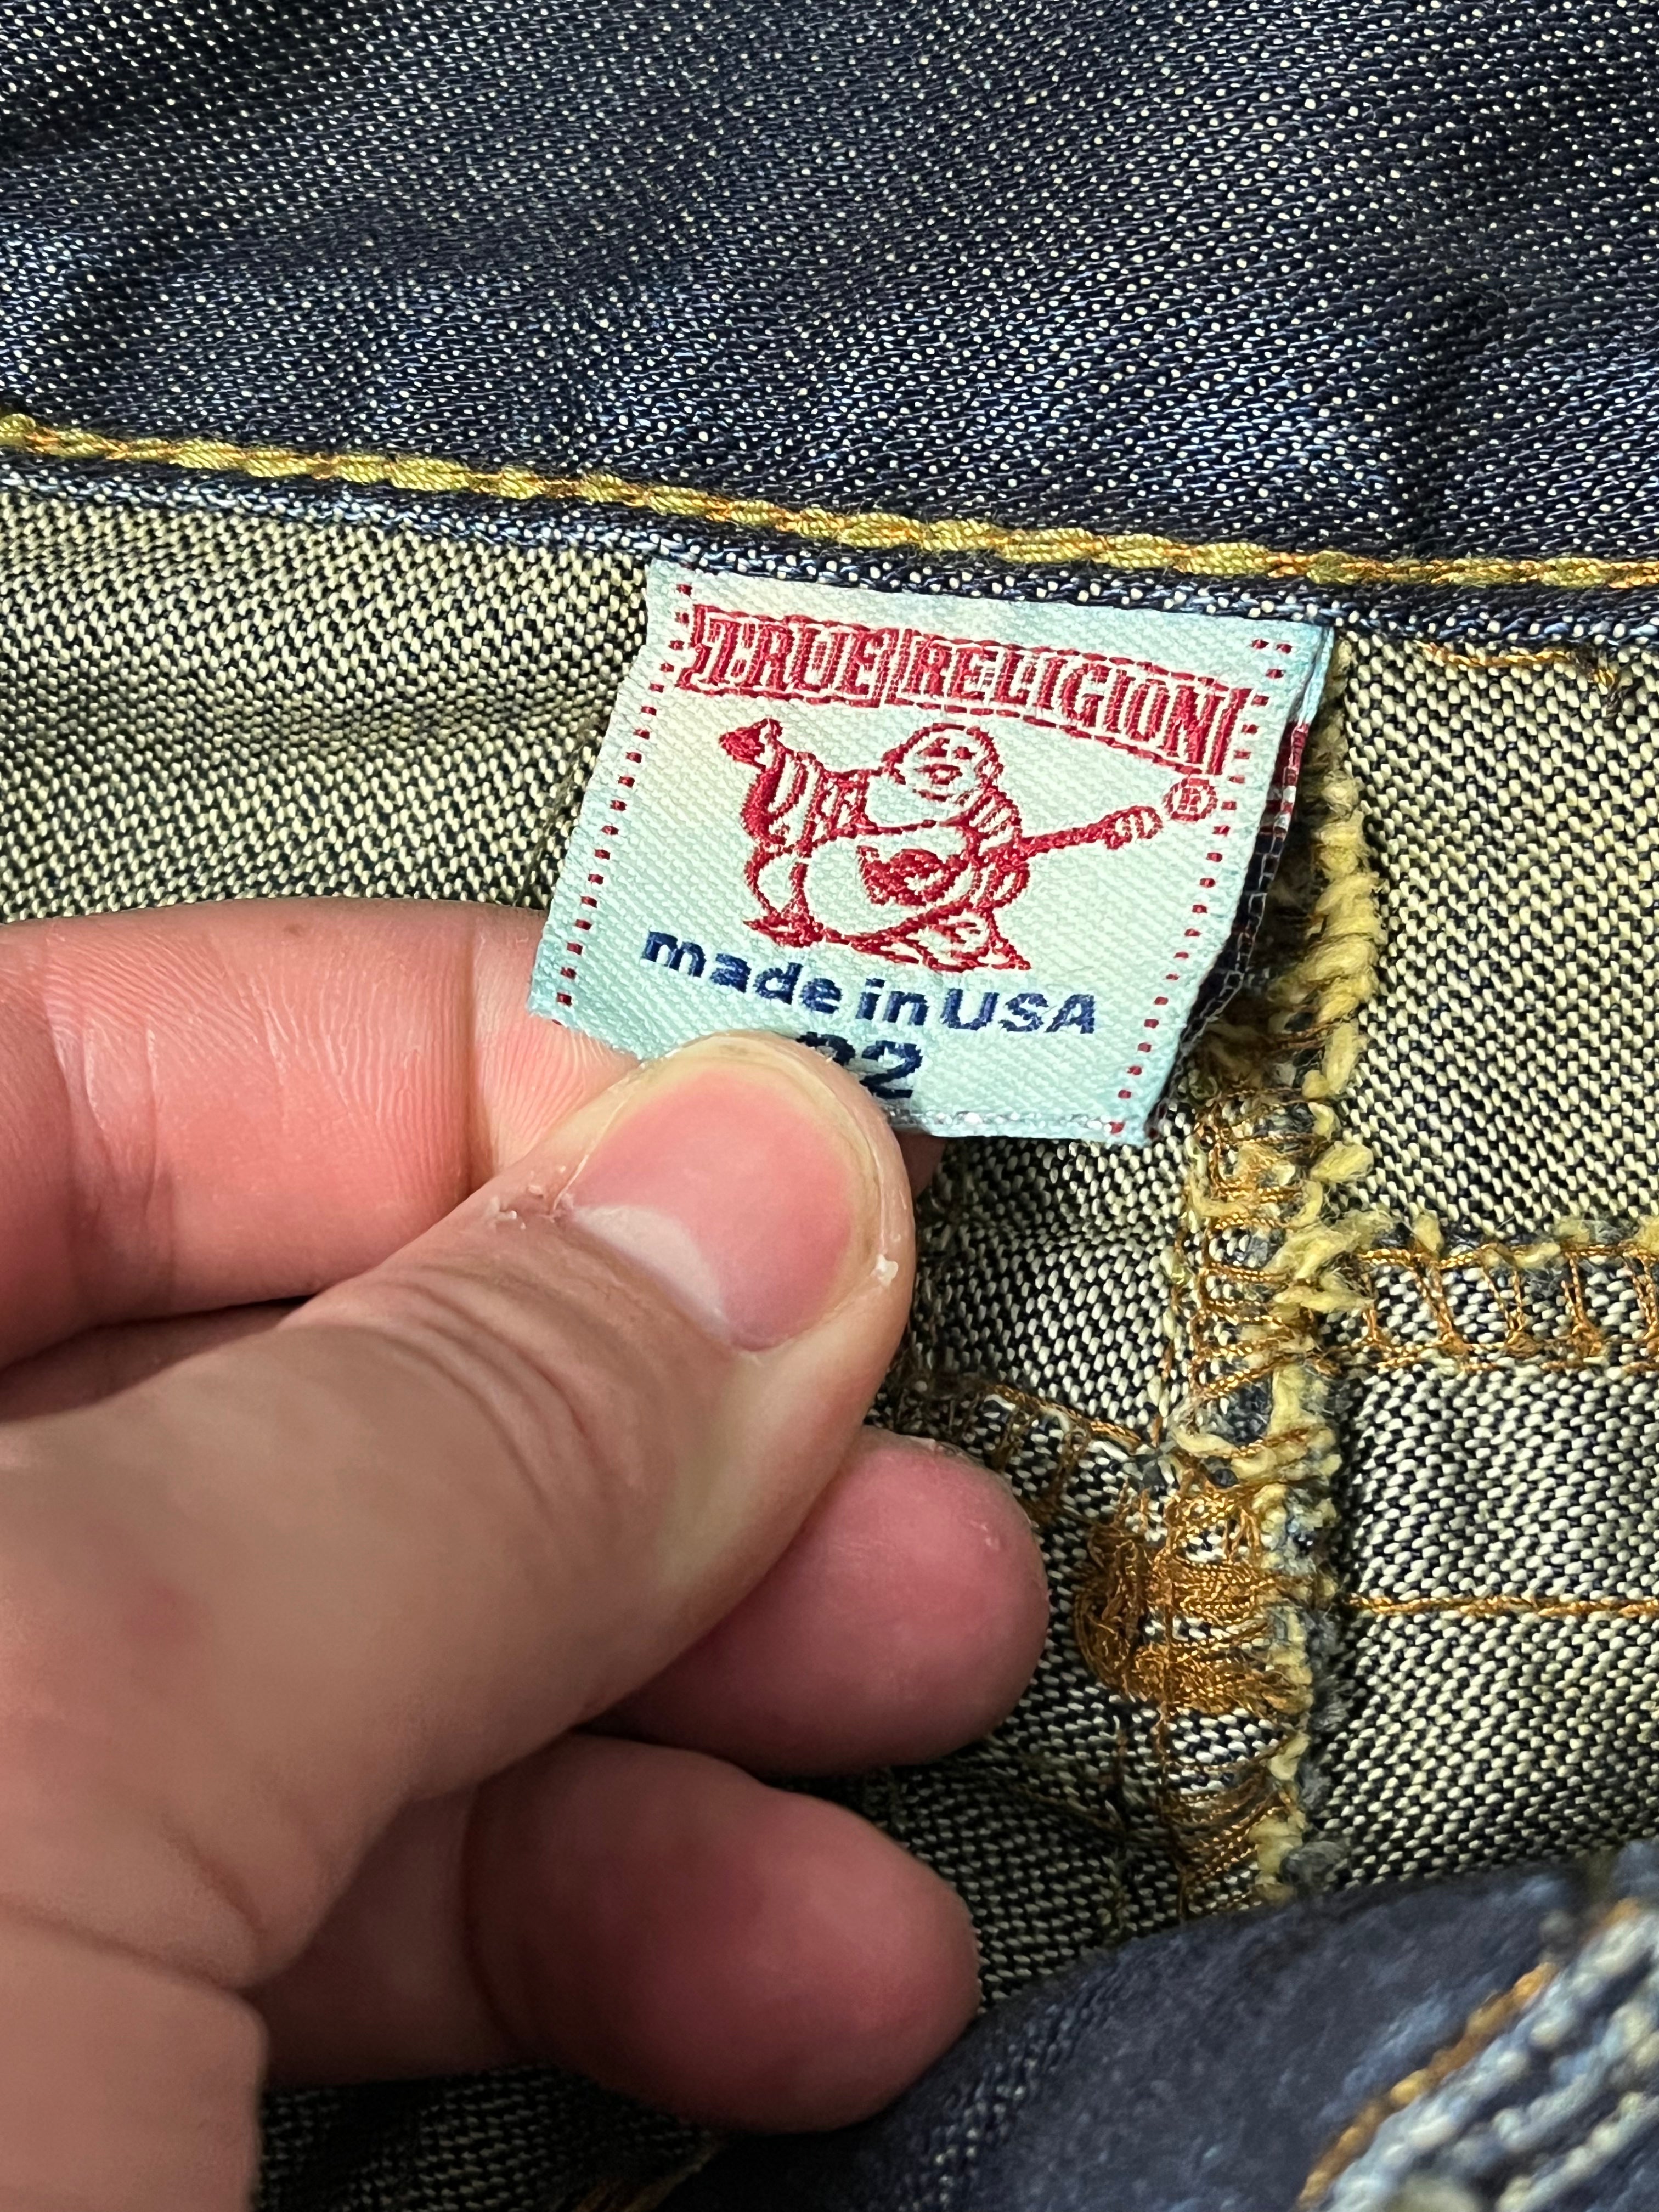 TRUE RELIGION
®
made in USA